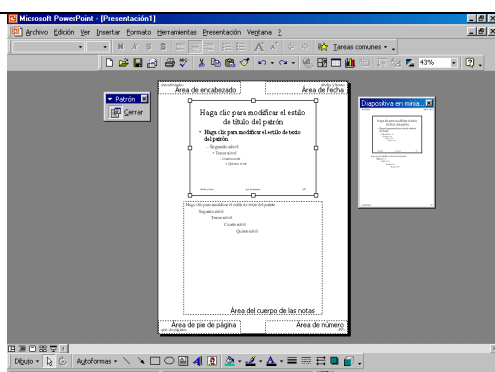 Microsoft PowerPoint - [Presentación1]
Archivo Edición Ver Insertar Formato Herramientas Presentación Ventana ?
N K S S Tareas comunes
43%
Área de encabezado Área de fecha
Patrón
Cerrar
Haga clic para modificar el estilo
de título del patrón
• Haga clic para modificar el estilo de texto
del patrón
– Segundo nivel
• Tercer nivel
– Cuarto nivel
» Quinto nivel
Diapositiva en minia...
Haga clic para modificar el estilo de texto del patrón
Segundo nivel
Tercer nivel
Cuarto nivel
Quinto nivel
Área del cuerpo de las notas
Área de pie de página Área de número
Dibujo Autoformas